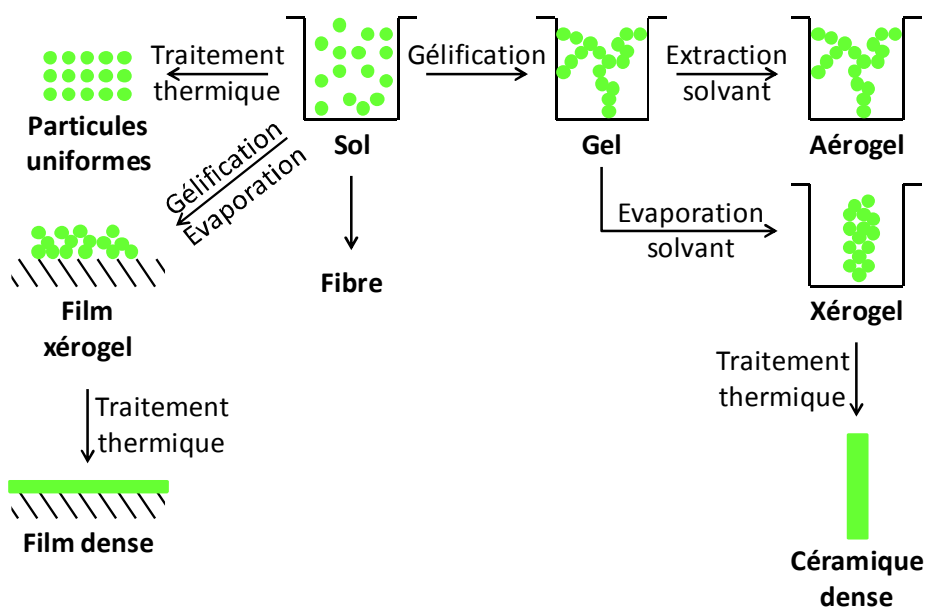 Traitement
thermique
Particules
uniformes
Sol
Gélification
Gel
Extraction
solvant
Aérogel
Gélification
Evaporation
Film
xérogel
Fibre
Evaporation
solvant
Xérogel
Traitement
thermique
Film dense
Traitement
thermique
Céramique
dense